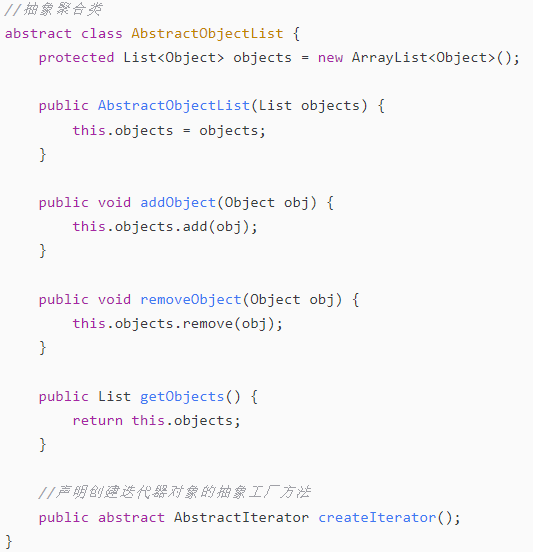 //抽象聚合类
abstract class AbstractObjectList {
    protected List<Object> objects = new ArrayList<Object>();

    public AbstractObjectList(List objects) {
        this.objects = objects;
    }

    public void addObject(Object obj) {
        this.objects.add(obj);
    }

    public void removeObject(Object obj) {
        this.objects.remove(obj);
    }

    public List getObjects() {
        return this.objects;
    }

    //声明创建迭代器对象的抽象工厂方法
    public abstract AbstractIterator createIterator();
}